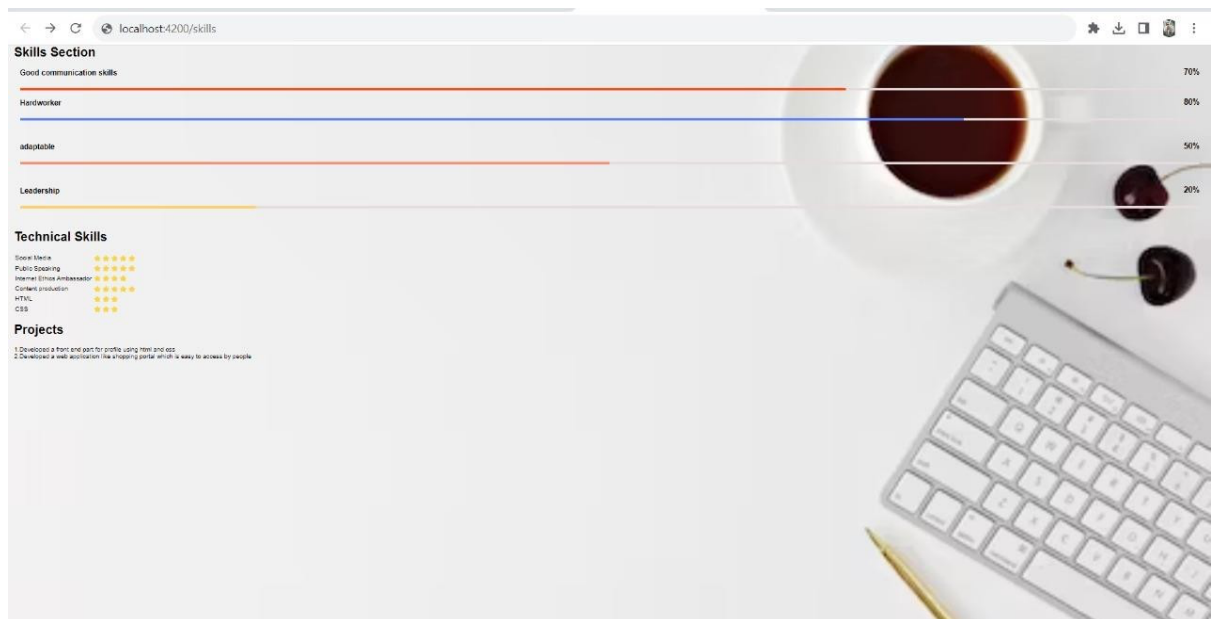 localhost:4200/skills
Skills Section
Good communication skills 70%
Hardworker 80%
adaptable 50%
Leadership 20%
Technical Skills
Social Media
Public Speaking
Internet Ethics Ambassador
Content production
HTML
CSS
Projects
1.Developed a front end part for profile using html and css
2.Developed a web application like shopping portal which is easy to access by people